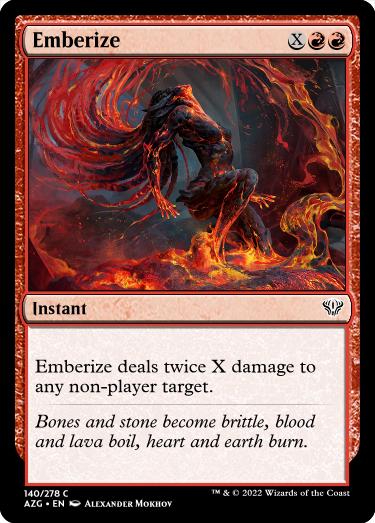 Emberize X
Instant
Emberize deals twice X damage to
any non-player target.
Bones and stone become brittle, blood
and lava boil, heart and earth burn.
140/278 C
AZG • EN Alexander Mokhov
™ & © 2022 Wizards of the Coast